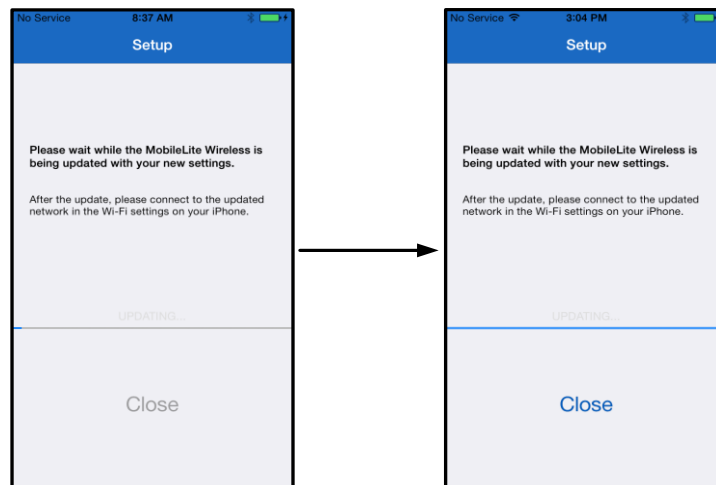 No Service 8:37 AM
Setup
Please wait while the MobileLite Wireless is
being updated with your new settings.
After the update, please connect to the updated
network in the Wi-Fi settings on your iPhone.
UPDATING...
Close
No Service 3:04 PM
Setup
Please wait while the MobileLite Wireless is
being updated with your new settings.
After the update, please connect to the updated
network in the Wi-Fi settings on your iPhone.
UPDATING...
Close